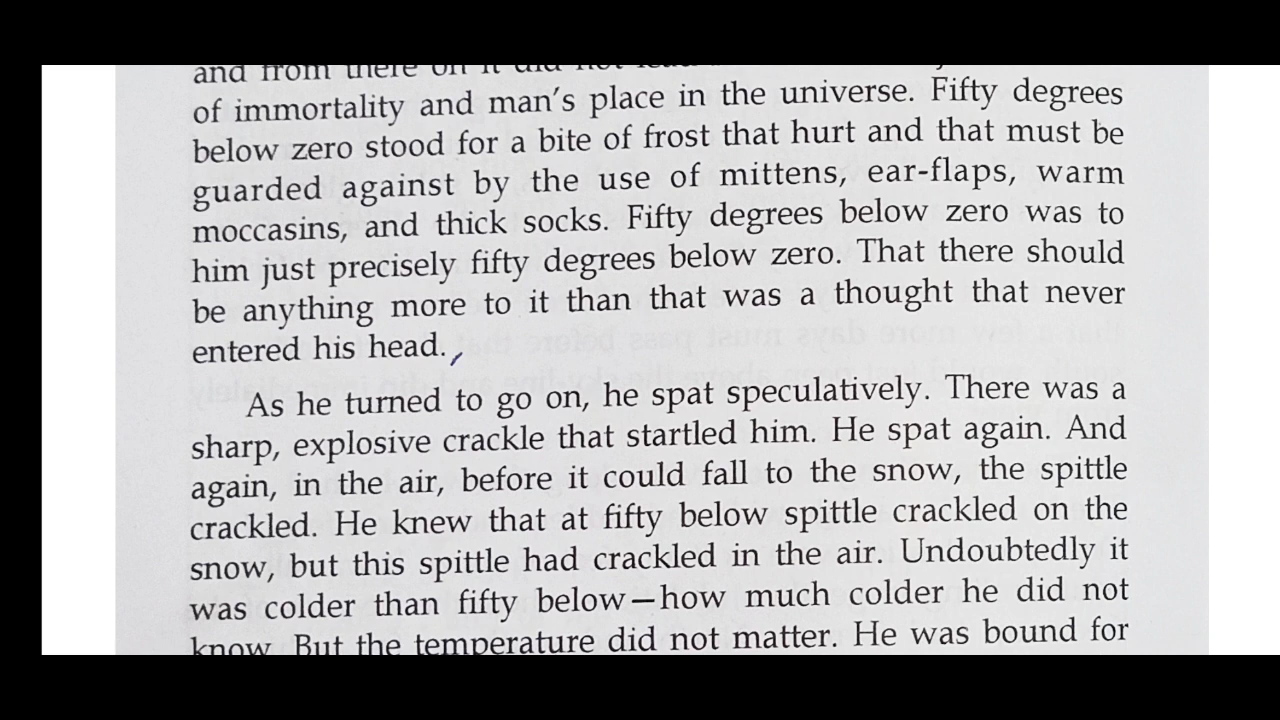 and from there on it did not
of immortality and man's place in the universe. Fifty degrees
below zero stood for a bite of frost that hurt and that must be
guarded against by the use of mittens, ear-flaps, warm
moccasins, and thick socks. Fifty degrees below zero was to
him just precisely fifty degrees below zero. That there should
be anything more to it than that was a thought that never
entered his head.
As he turned to go on, he spat speculatively. There was a
sharp, explosive crackle that startled him. He spat again. And
again, in the air, before it could fall to the snow, the spittle
crackled. He knew that at fifty below spittle crackled on the
snow, but this spittle had crackled in the air. Undoubtedly it
was colder than fifty below—how much colder he did not
know. But the temperature did not matter. He was bound for